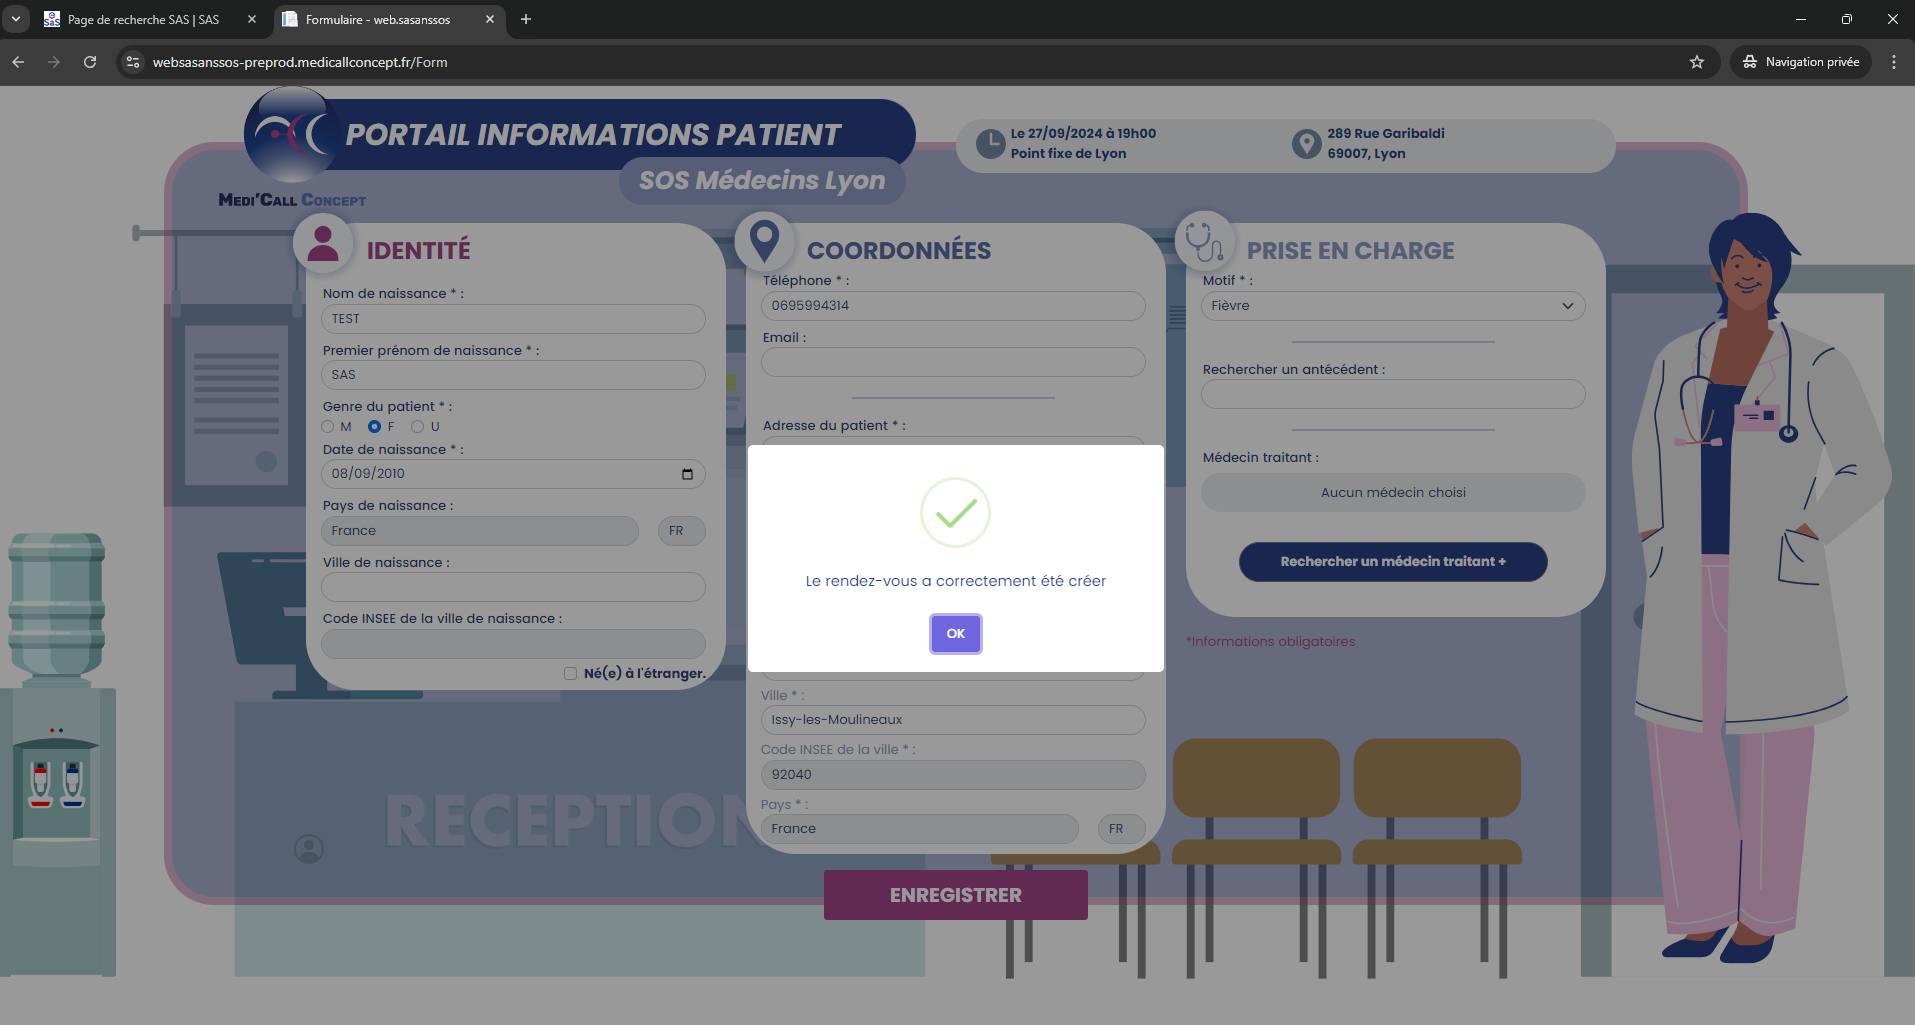 Page de recherche SAS | SAS
Formulaire - web.sasanssos
websasanssos-preprod.medicallconcept.fr/Form
Navigation privée
PORTAIL INFORMATIONS PATIENT
SOS Médecins Lyon
MEDI'CALL CONCEPT
Le 27/09/2024 à 19h00
Point fixe de Lyon
289 Rue Garibaldi
69007, Lyon
IDENTITÉ
Nom de naissance * :
TEST
Premier prénom de naissance * :
SAS
Genre du patient * :
M F U
Date de naissance * :
08/09/2010
Pays de naissance :
France FR
Ville de naissance :
Code INSEE de la ville de naissance :
Né(e) à l'étranger.
COORDONNÉES
Téléphone * :
0695994314
Email :
Adresse du patient * :
Le rendez-vous a correctement été créer
OK
Ville * :
Issy-les-Moulineaux
Code INSEE de la ville * :
92040
Pays * :
France FR
PRISE EN CHARGE
Motif * :
Fièvre
Rechercher un antécédent :
Médecin traitant :
Aucun médecin choisi
Rechercher un médecin traitant +
*Informations obligatoires
RECEPTION
ENREGISTRER